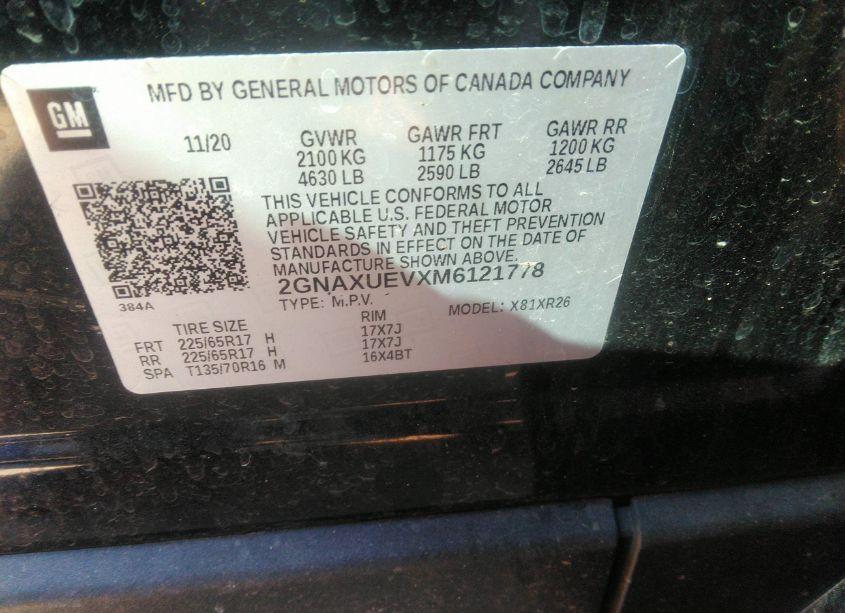 GM
MFD BY GENERAL MOTORS OF CANADA COMPANY
11/20
GVWR
2100 KG
4630 LB
GAWR FRT
1175 KG
2590 LB
GAWR RR
1200 KG
2645 LB
THIS VEHICLE CONFORMS TO ALL
APPLICABLE U.S. FEDERAL MOTOR
VEHICLE SAFETY AND THEFT PREVENTION
STANDARDS IN EFFECT ON THE DATE OF
MANUFACTURE SHOWN ABOVE.
2GNAXUEVXM6121778
384A
TYPE: M.P.V.
MODEL: X81XR26
TIRE SIZE RIM
FRT 225/65R17 H 17X7J
RR 225/65R17 H 17X7J
SPA T135/70R16 M 16X4BT